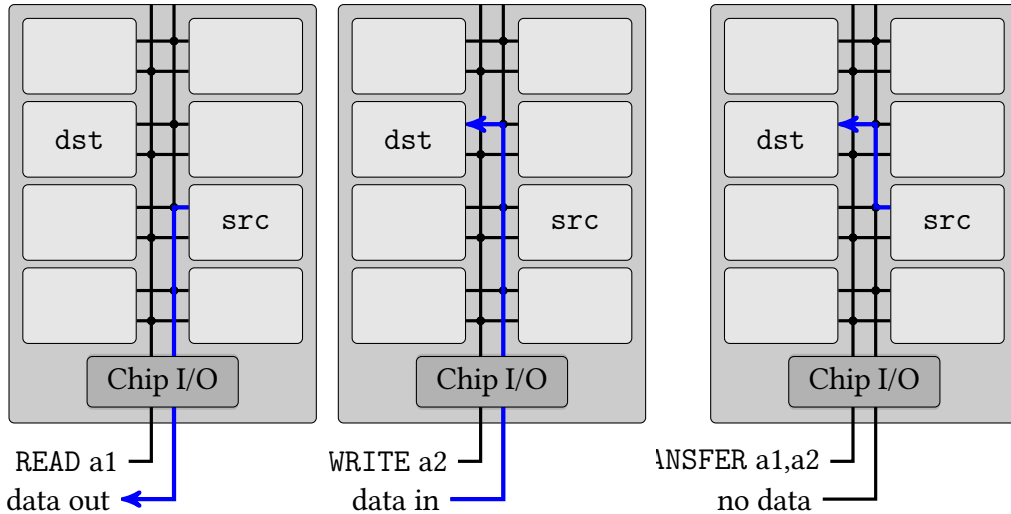 dst
src
Chip I/O
READ a1
data out
dst
src
Chip I/O
WRITE a2
data in
dst
src
Chip I/O
ANSFER a1,a2
no data